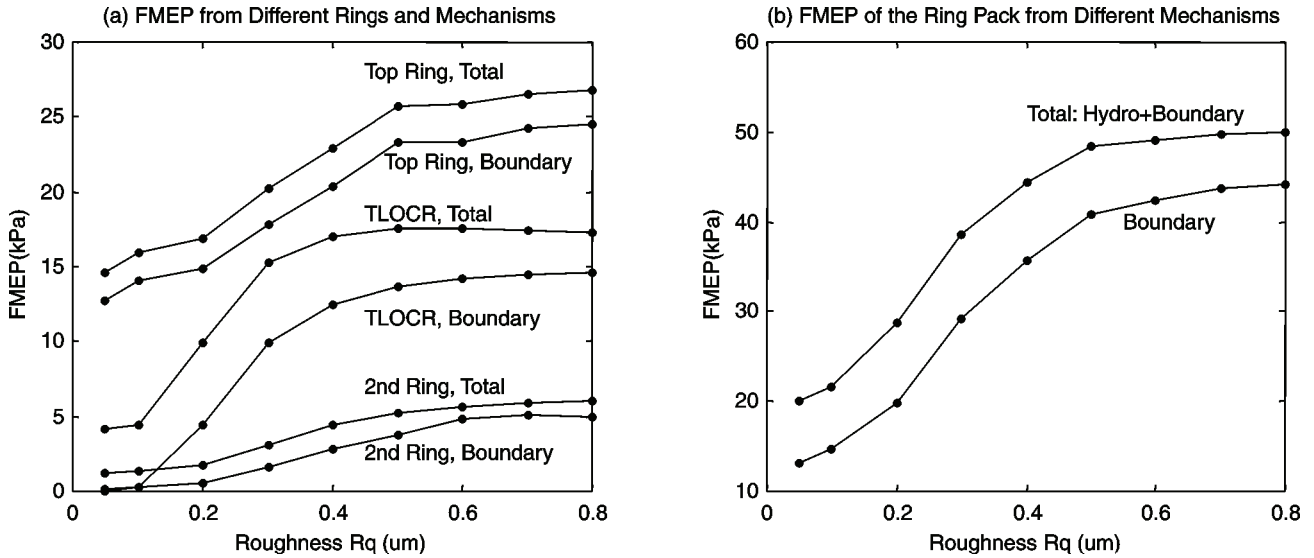 (a) FMEP from Different Rings and Mechanisms
30
25
20
15
10
5
0
FMEP(kPa)
Top Ring, Total
Top Ring, Boundary
TLOCR, Total
TLOCR, Boundary
2nd Ring, Total
2nd Ring, Boundary
0 0.2 0.4 0.6 0.8
Roughness Rq (um)
(b) FMEP of the Ring Pack from Different Mechanisms
60
50
40
30
20
10
FMEP(kPa)
Total: Hydro+Boundary
Boundary
0 0.2 0.4 0.6 0.8
Roughness Rq (um)